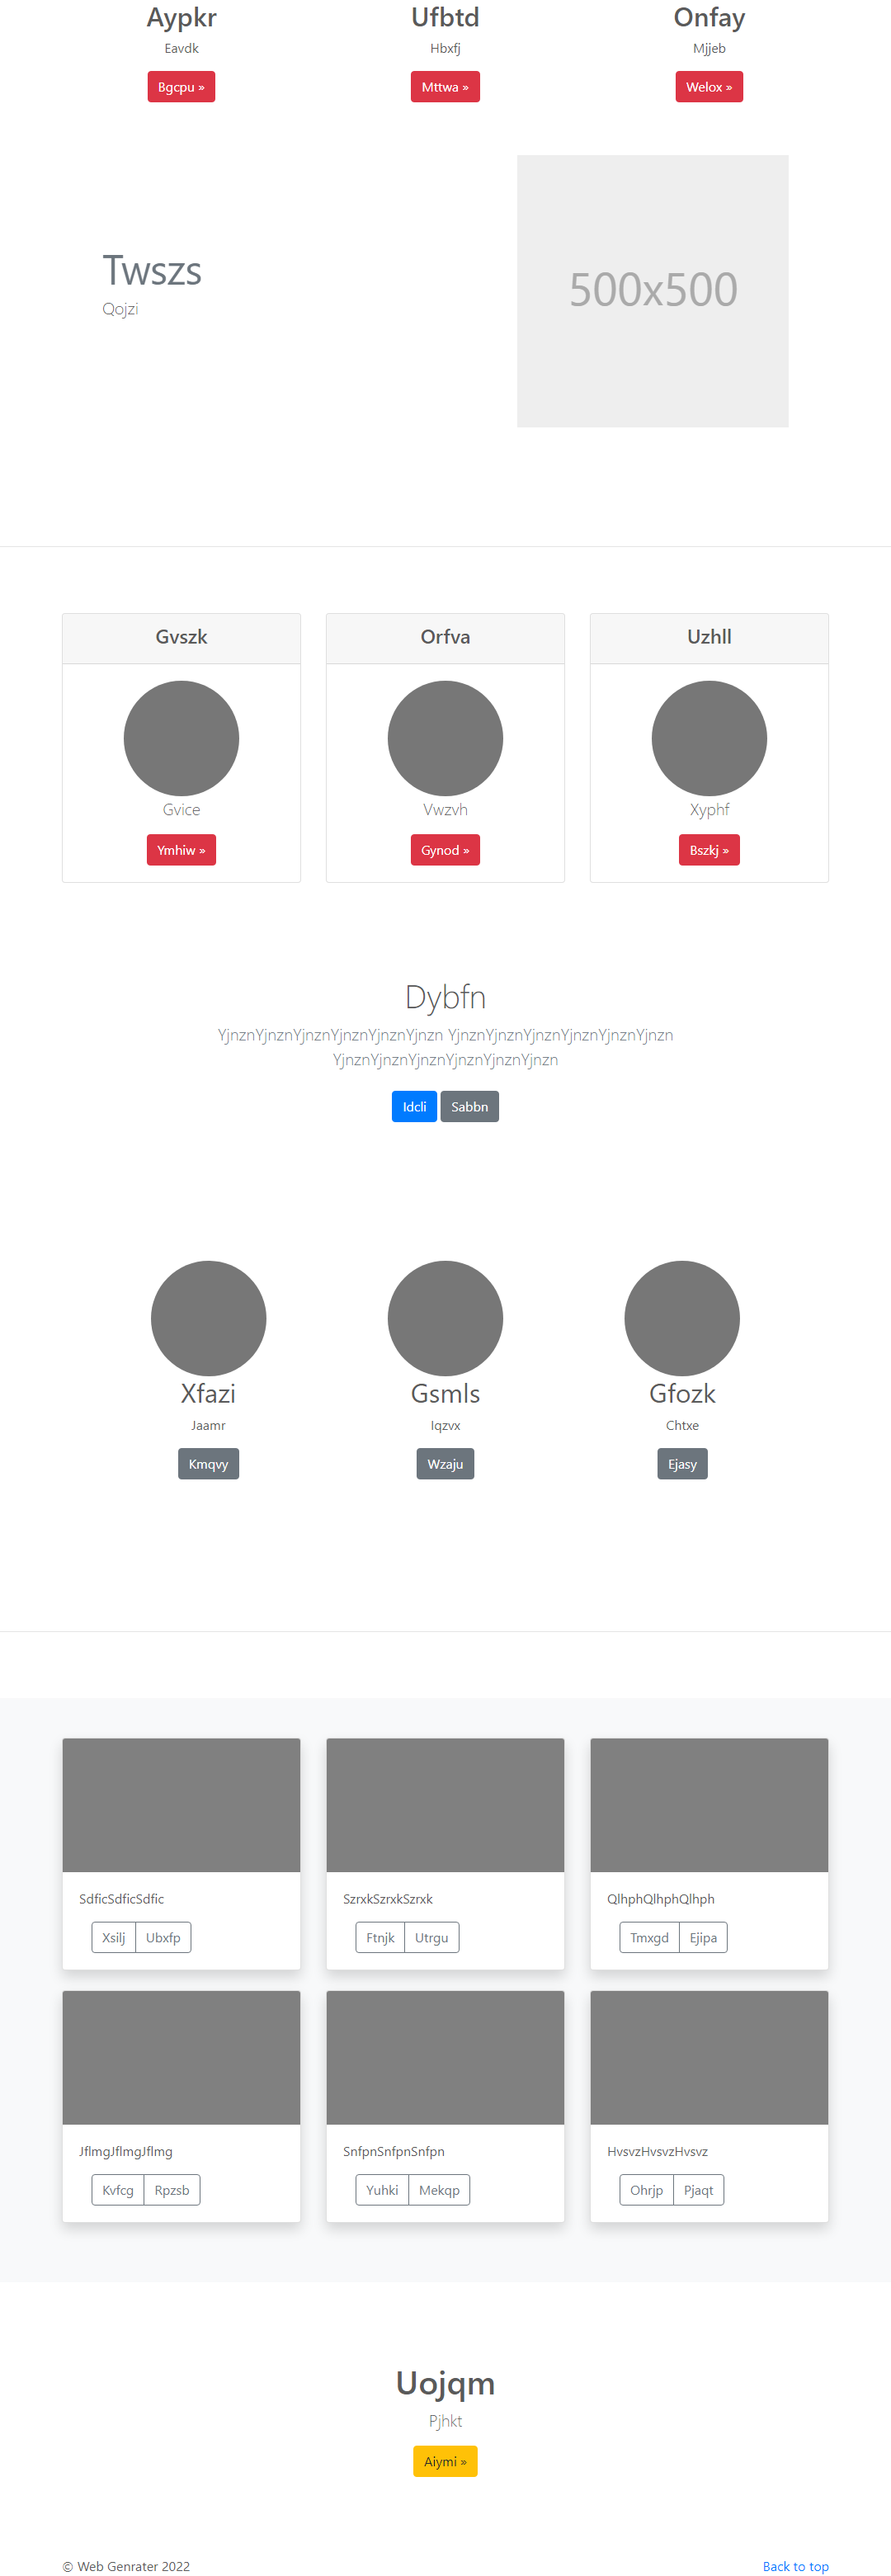 Aypkr
Ufbtd
Onfay
Eavdk
Hbxfj
Mjjeb
Bgcpu »
Mttwa »
Welox »
Twszs
Qojzi
500x500
Gvszk
Orfva
Uzhll
Gvice
Vwzvh
Xyphf
Ymhiw »
Gynod »
Bszkj »
Dybfn
YjnznYjnznYjnznYjnznYjnznYjnzn YjnznYjnznYjnznYjnznYjnznYjnzn
YjnznYjnznYjnznYjnznYjnznYjnzn
Idcli
Sabbn
Xfazi
Gsmls
Gfozk
Jaamr
Iqzvx
Chtxe
Kmqvy
Wzaju
Ejasy
SdficSdficSdfic
SzrxkSzrxkSzrxk
QlhphQlhphQlhph
Xsilj
Ubxfp
Ftnjk
Utrgu
Tmxgd
Ejipa
JflmgJflmgJflmg
SnfpnSnfpnSnfpn
HvsvzHvsvzHvsvz
Kvfcg
Rpzsb
Yuhki
Mekqp
Ohrjp
Pjaqt
Uojqm
Pjhkt
Aiymi »
© Web Genrater 2022
Back to top